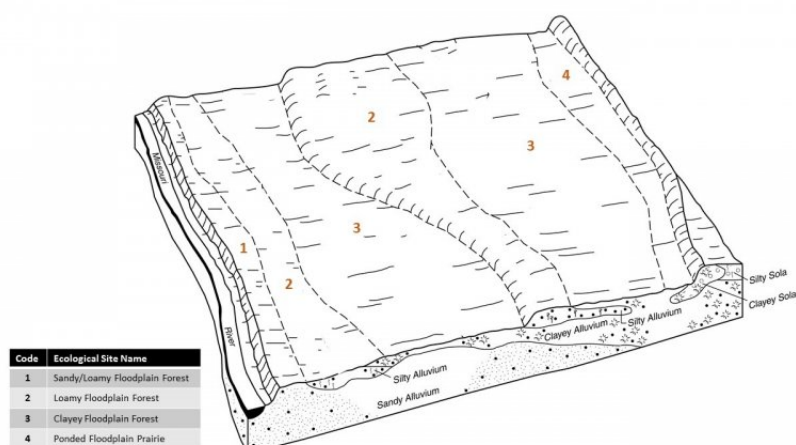 4
2
3
Missouri
3
1
2
Silty Sola
Clayey Sola
Silty Alluvium
Clayey Alluvium
River
Silty Alluvium
Sandy Alluvium
Code Ecological Site Name
1 Sandy/Loamy Floodplain Forest
2 Loamy Floodplain Forest
3 Clayey Floodplain Forest
4 Ponded Floodplain Prairie